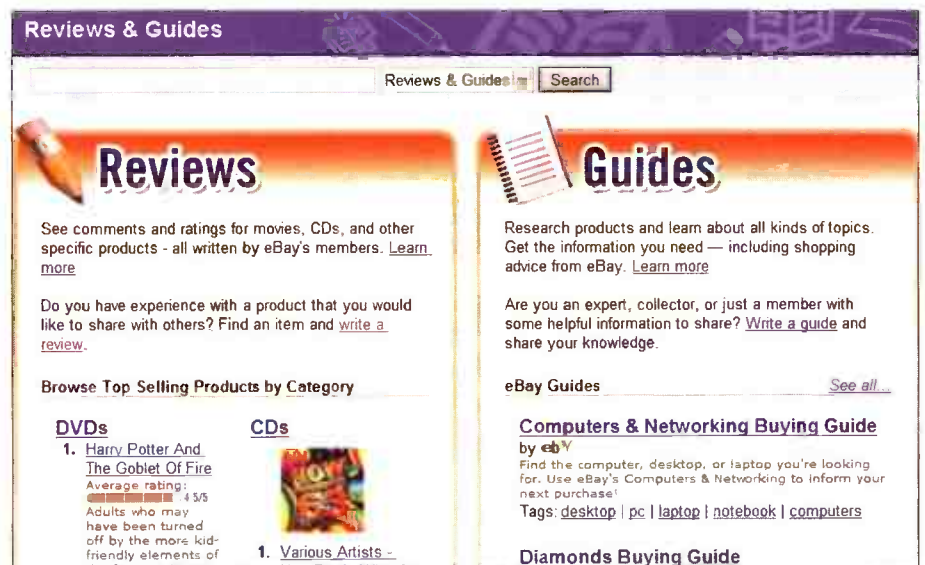 Reviews & Guides
Reviews & Guides
Search
Reviews
See comments and ratings for movies, CDs, and other
specific products - all written by eBay's members. Learn
more
Do you have experience with a product that you would
like to share with others? Find an item and write a
review.
Browse Top Selling Products by Category
DVDs
1. Harry Potter And
The Goblet Of Fire
Average rating:
4.5/5
Adults who may
have been turned
off by the more kid-
friendly elements of
CDs
1. Various Artists -
Guides
Research products and learn about all kinds of topics.
Get the information you need — including shopping
advice from eBay. Learn more
Are you an expert, collector, or just a member with
some helpful information to share? Write a guide and
share your knowledge.
eBay Guides
See all...
Computers & Networking Buying Guide
by ebY
Find the computer, desktop, or laptop you're looking
for. Use eBay's Computers & Networking to inform your
next purchase!
Tags: desktop | pc | laptop | notebook | computers
Diamonds Buying Guide